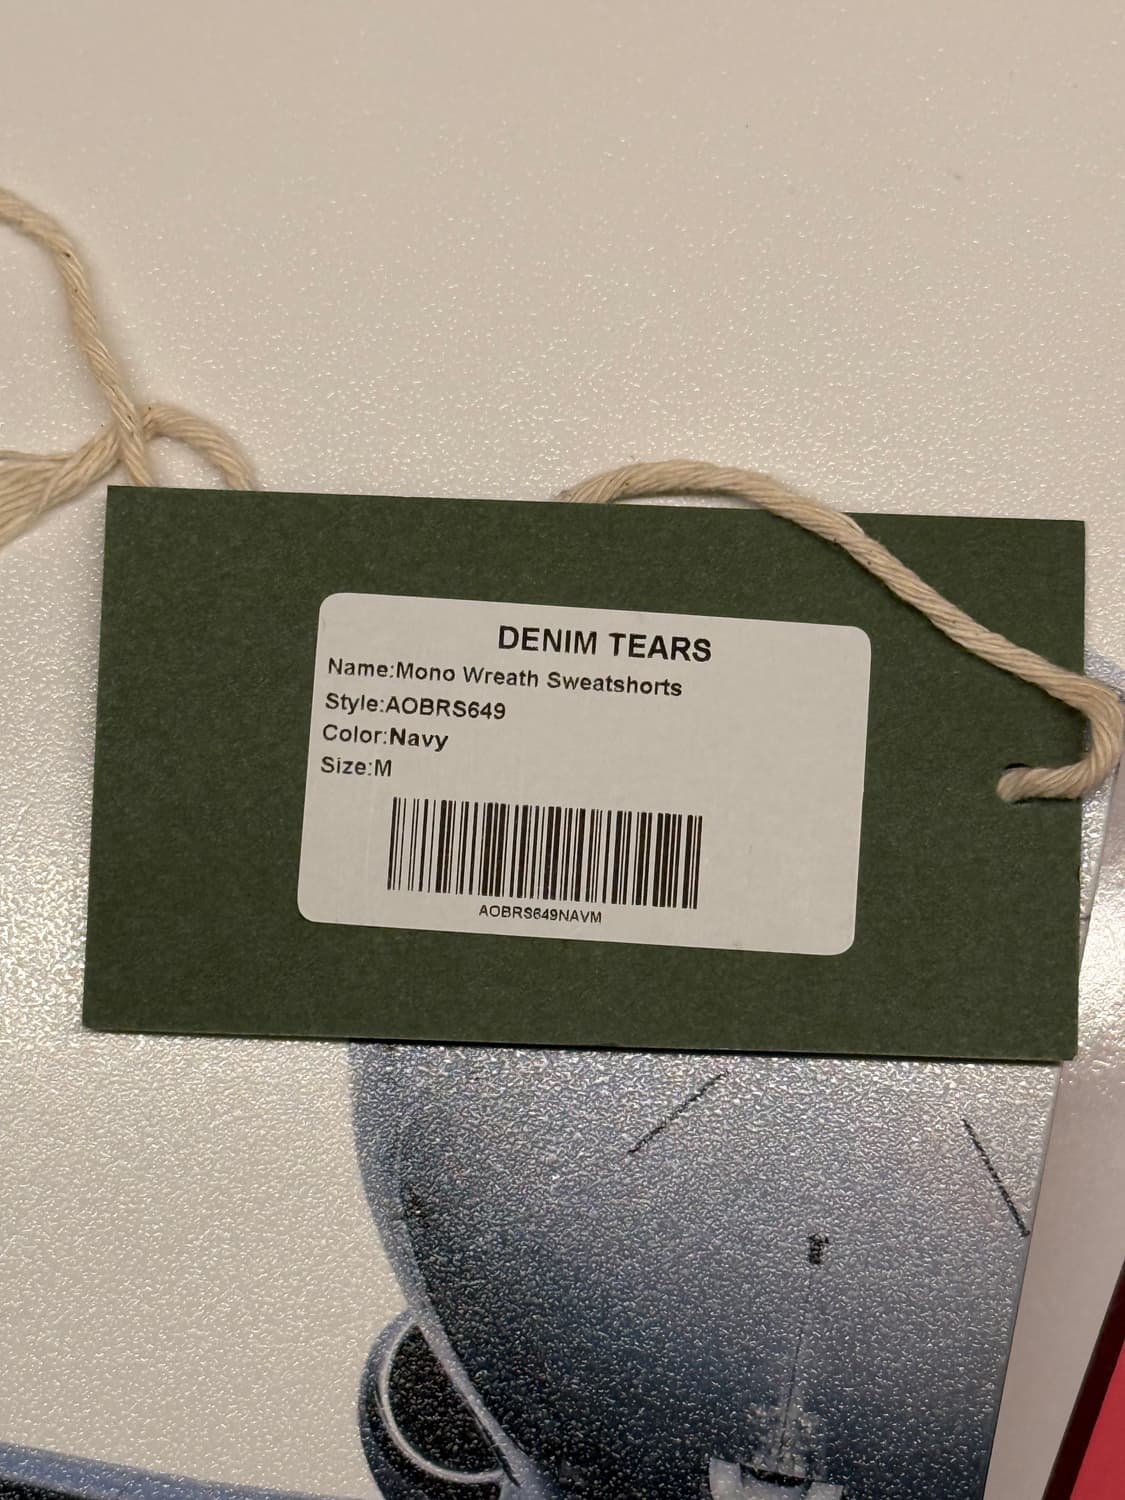 DENIM TEARS
Name:Mono Wreath Sweatshorts
Style:AOBRS649
Color:Navy
Size:M
AOBRS649NAVM